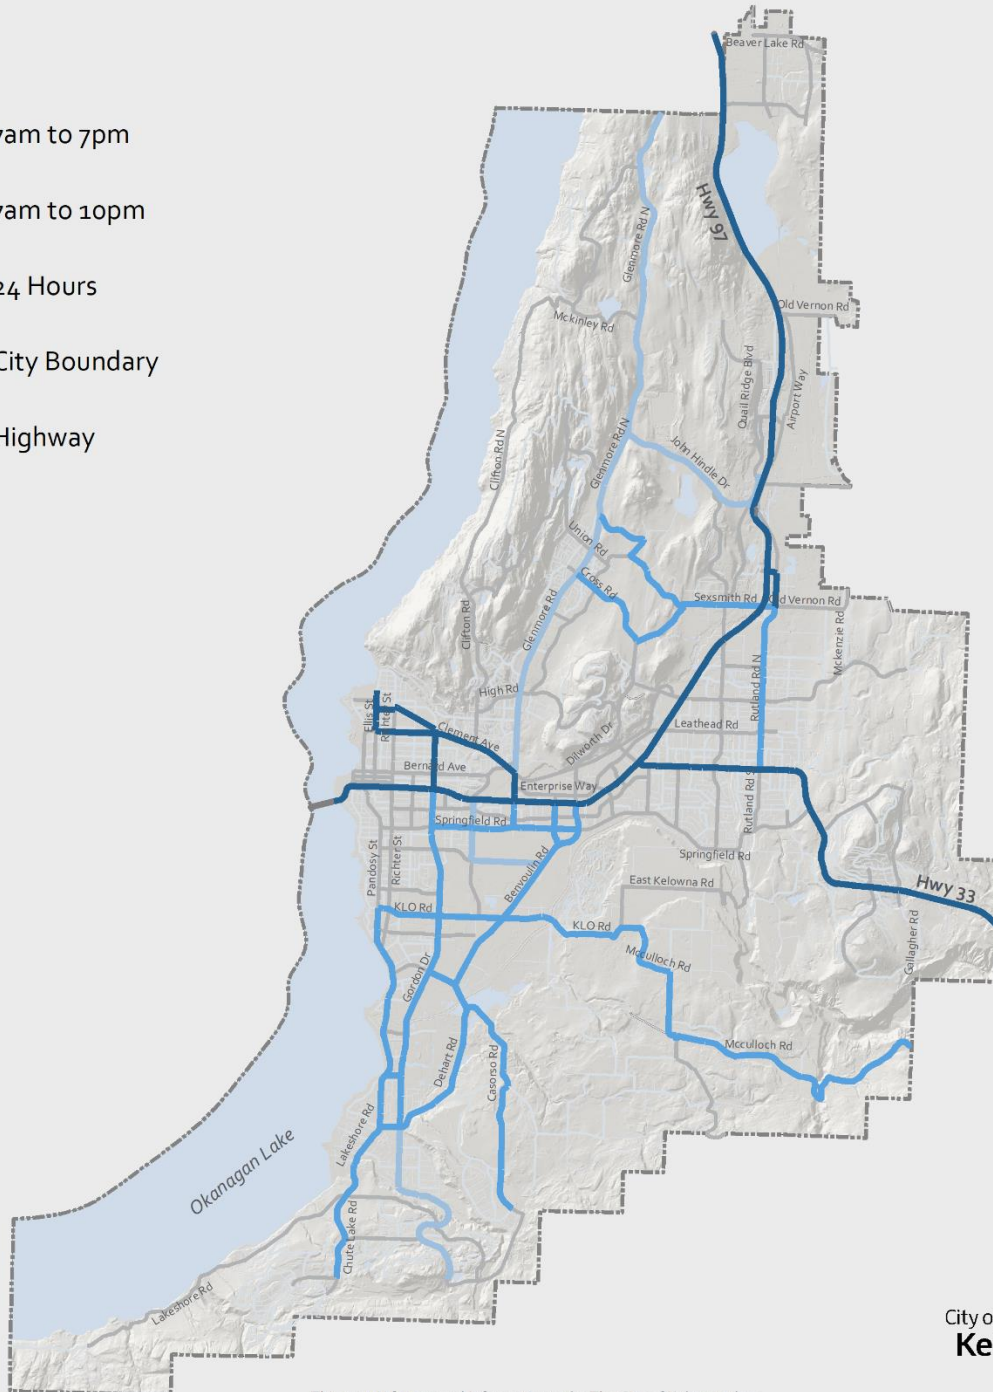 7am to 7pm
7am to 10pm
24 Hours
City Boundary
Highway
Beaver Lake Rd
Hwy 97
Glenmore Rd N
Old Vernon Rd
Mckinley Rd
Quail Ridge Blvd
Airport Way
Clifton Rd N
Glenmore Rd N
John Hindle Dr
Union Rd
Cross Rd
Sexsmith Rd
Old Vernon Rd
Clifton Rd
Glenmore Rd
Mckenzie Rd
High Rd
Rutland Rd N
Ellis St
Richter St
Clement Ave
Leathead Rd
Dilworth Dr
Bernard Ave
Enterprise Way
Rutland Rd S
Springfield Rd
Pandosy St
Richter St
Benvoulin Rd
Springfield Rd
East Kelowna Rd
Hwy 33
KLO Rd
KLO Rd
Mcculloch Rd
Gallagher Rd
Gordon Dr
Mcculloch Rd
Dehart Rd
Casorso Rd
Lakeshore Rd
Okanagan Lake
Chute Lake Rd
Lakeshore Rd
City o
Ke